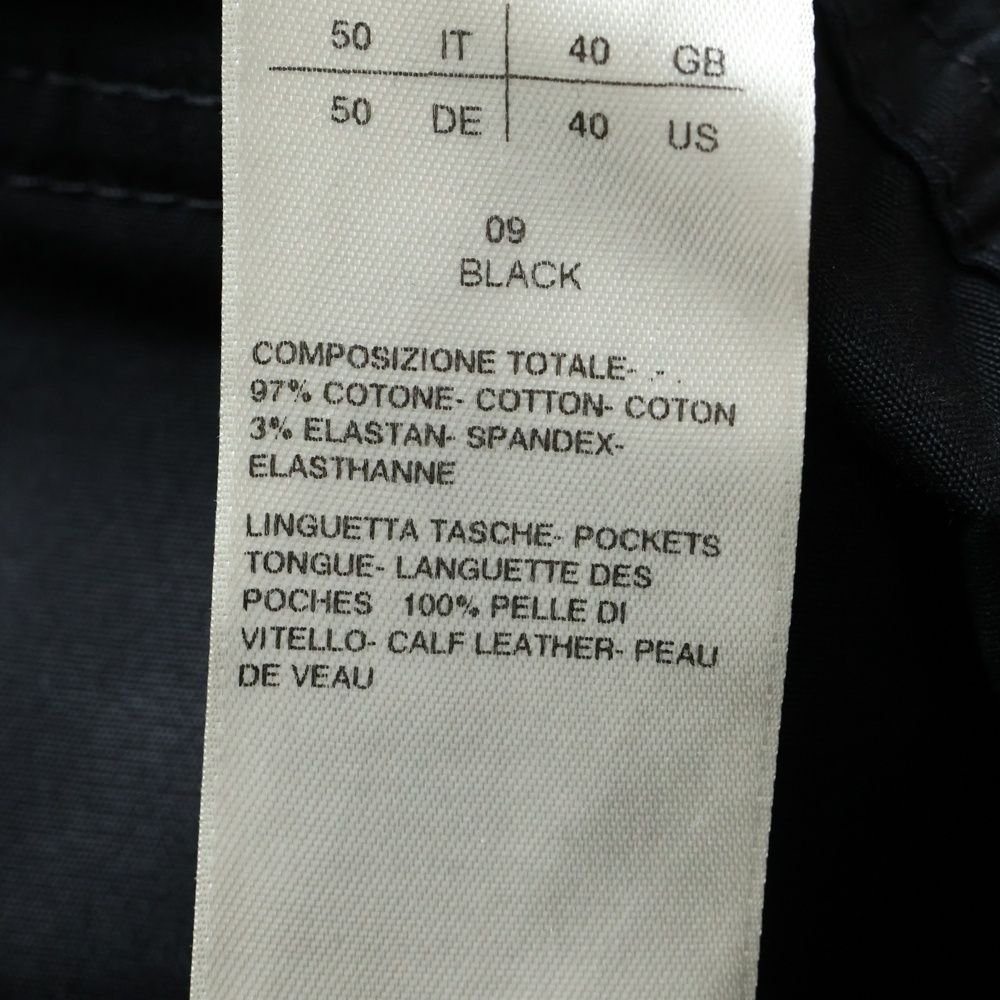 50 IT 40 GB
50 DE 40 US
09
BLACK
COMPOSIZIONE TOTALE- .-.
97% COTONE- COTTON- COTON
3% ELASTAN- SPANDEX-
ELASTHANNE
LINGUETTA TASCHE- POCKETS
TONGUE- LANGUETTE DES
POCHES 100% PELLE DI
VITELLO- CALF LEATHER- PEAU
DE VEAU